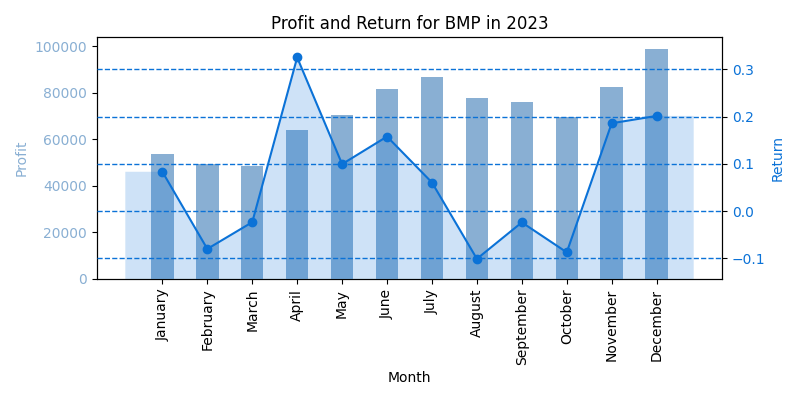 Profit and Return for BMP in 2023
Profit
100000
80000
60000
40000
20000
0
0.3
0.2
0.1
0.0
−0.1
Return
January
February
March
April
May
June
July
August
September
October
November
December
Month